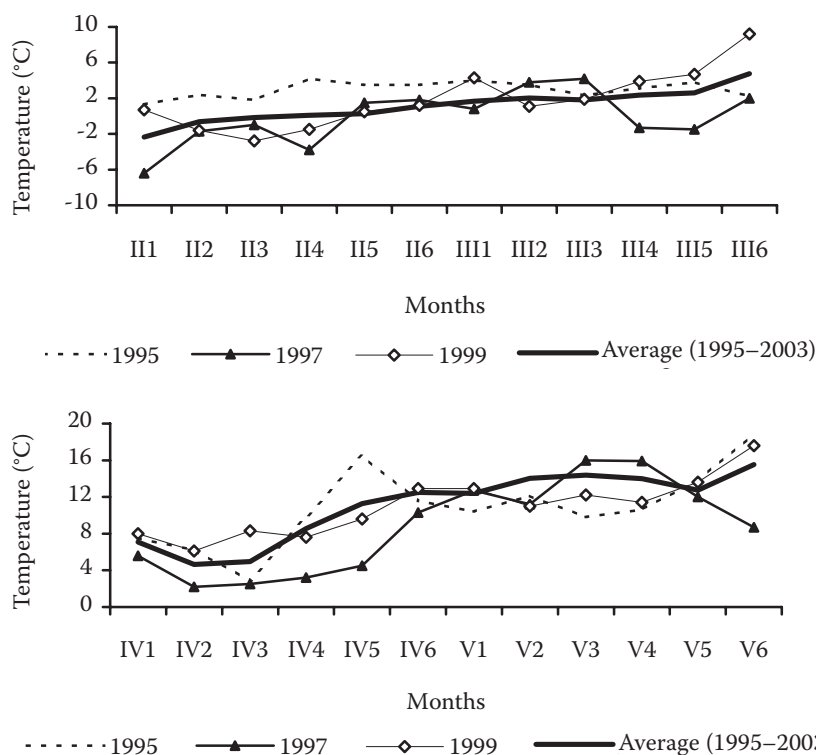 10
6
2
-2
-6
-10
Temperature (°C)
II1 II2 II3 II4 II5 II6 III1 III2 III3 III4 III5 III6
Months
1995 1997 1999 Average (1995–2003)
20
16
12
8
4
0
Temperature (°C)
IV1 IV2 IV3 IV4 IV5 IV6 V1 V2 V3 V4 V5 V6
Months
1995 1997 1999 Average (1995–200